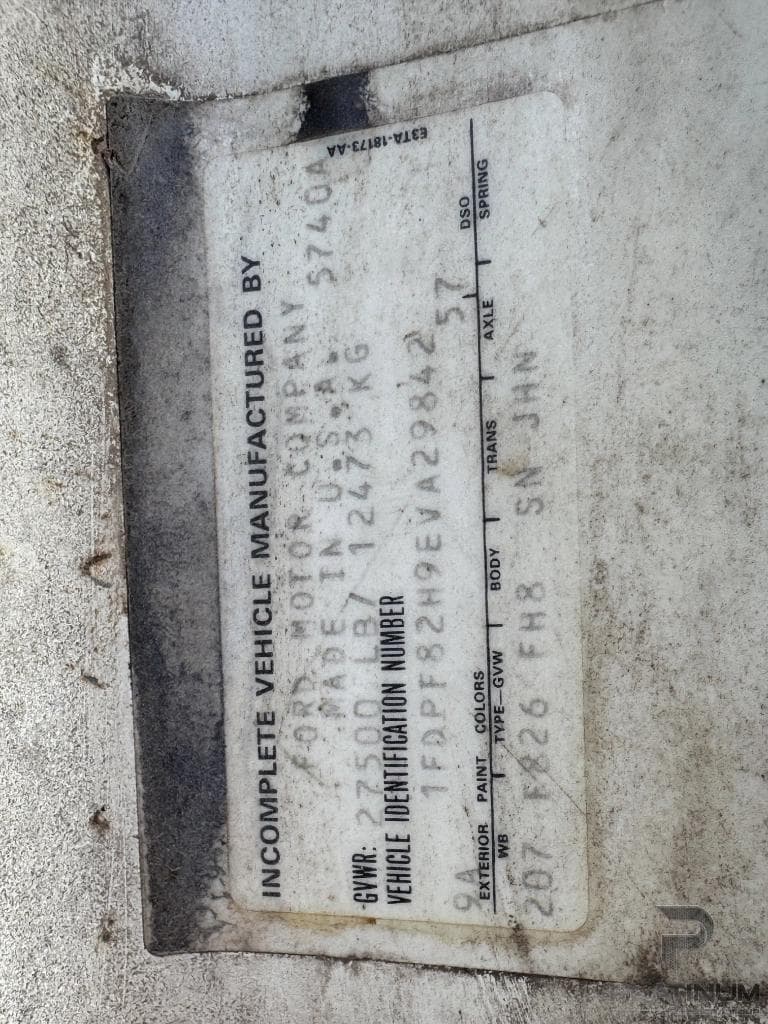 E3TA-18173-AA
INCOMPLETE VEHICLE MANUFACTURED BY
FORD MOTOR COMPANY
MADE IN U.S.A. 5740A
GVWR: 27500 LB/ 12473 KG
VEHICLE IDENTIFICATION NUMBER
1FDPF82H9EVA29842
9A 57
EXTERIOR PAINT COLORS DSO
WB TYPE-GVW BODY TRANS AXLE SPRING
207 F826 FH8 SN JHN
P
PLATINUM